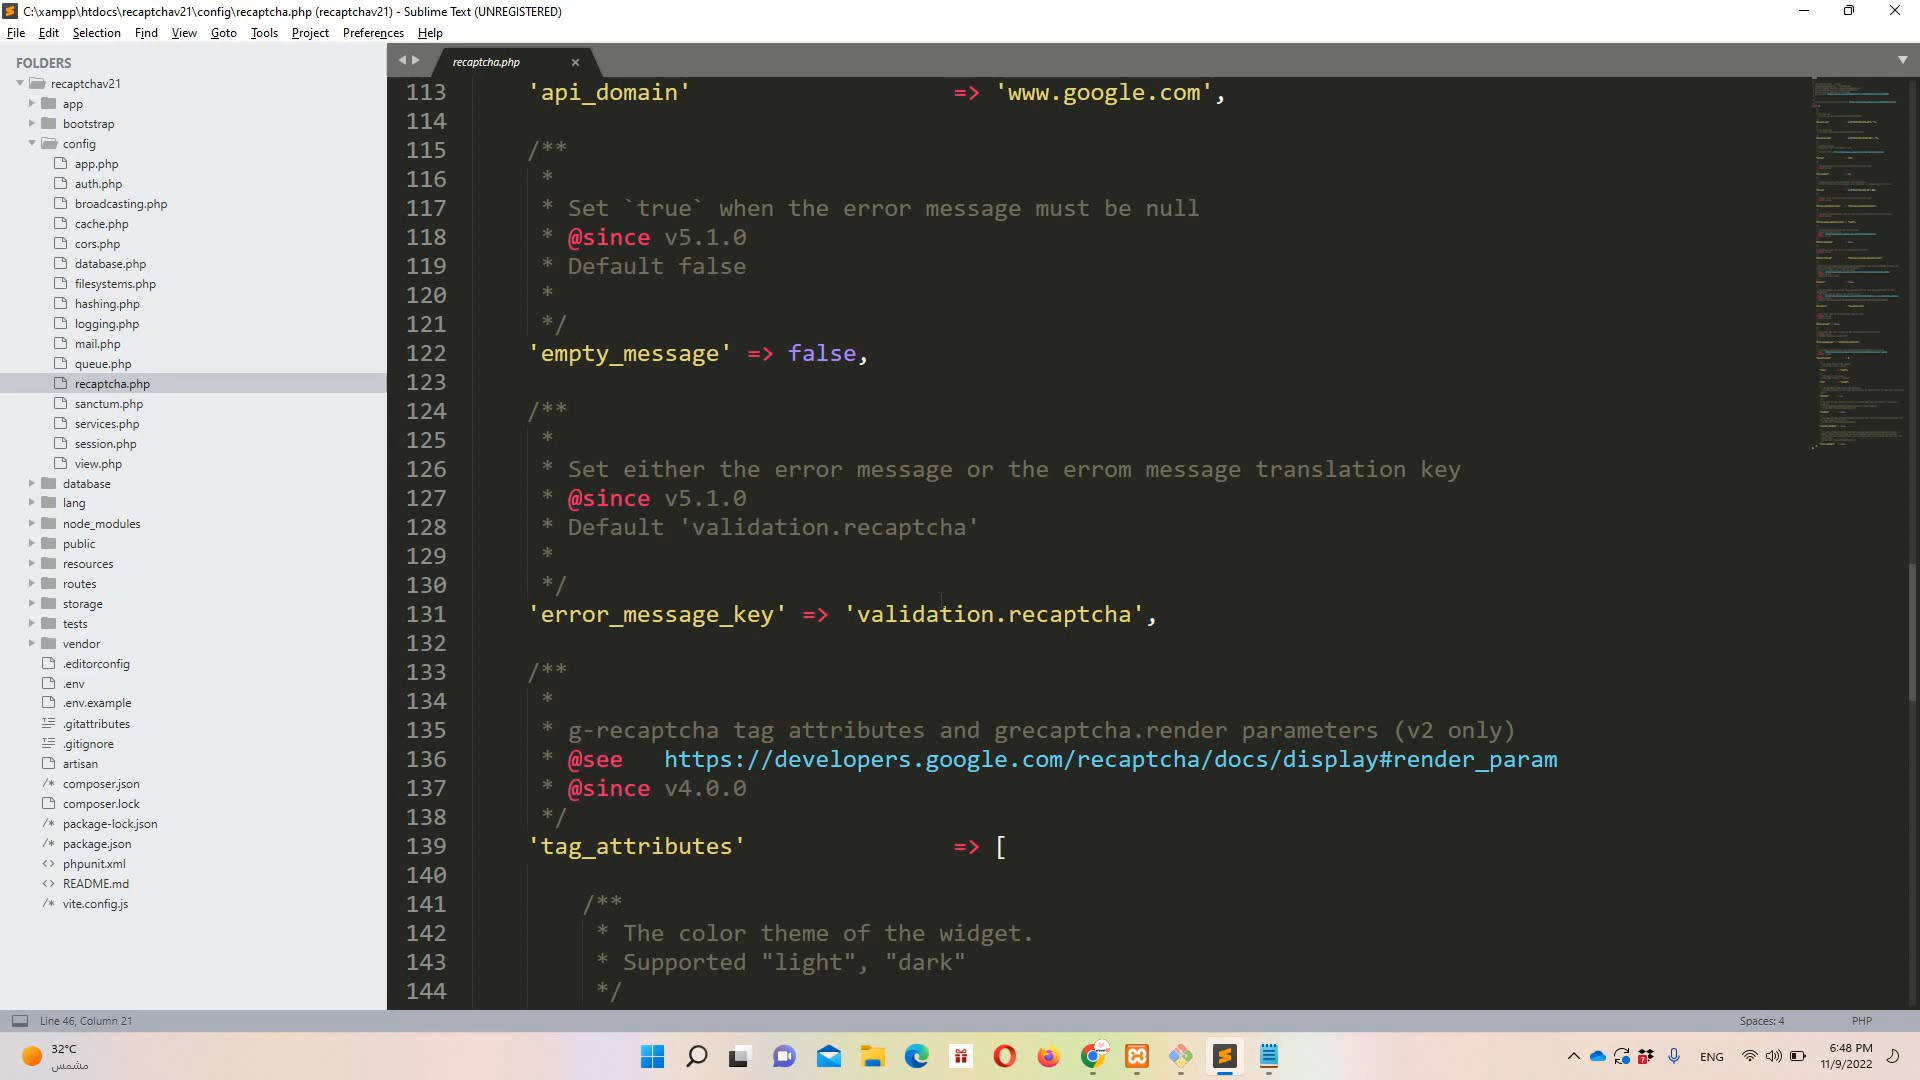 C:\xampp\htdocs\recaptchav21\config\recaptcha.php (recaptchav21) - Sublime Text (UNREGISTERED)
File Edit Selection Find View Goto Tools Project Preferences Help
FOLDERS
recaptchav21
app
bootstrap
config
app.php
auth.php
broadcasting.php
cache.php
cors.php
database.php
filesystems.php
hashing.php
logging.php
mail.php
queue.php
recaptcha.php
sanctum.php
services.php
session.php
view.php
database
lang
node_modules
public
resources
routes
storage
tests
vendor
.editorconfig
.env
.env.example
.gitattributes
.gitignore
artisan
/* composer.json
composer.lock
/* package-lock.json
/* package.json
<> phpunit.xml
<> README.md
/* vite.config.js
recaptcha.php
113 'api_domain' => 'www.google.com',
114
115 /**
116 *
117 * Set `true` when the error message must be null
118 * @since v5.1.0
119 * Default false
120 *
121 */
122 'empty_message' => false,
123
124 /**
125 *
126 * Set either the error message or the errom message translation key
127 * @since v5.1.0
128 * Default 'validation.recaptcha'
129 *
130 */
131 'error_message_key' => 'validation.recaptcha',
132
133 /**
134 *
135 * g-recaptcha tag attributes and grecaptcha.render parameters (v2 only)
136 * @see https://developers.google.com/recaptcha/docs/display#render_param
137 * @since v4.0.0
138 */
139 'tag_attributes' => [
140
141 /**
142 * The color theme of the widget.
143 * Supported "light", "dark"
144 */
Line 46, Column 21
Spaces: 4
PHP
32°C
مشمس
ENG
6:48 PM
11/9/2022